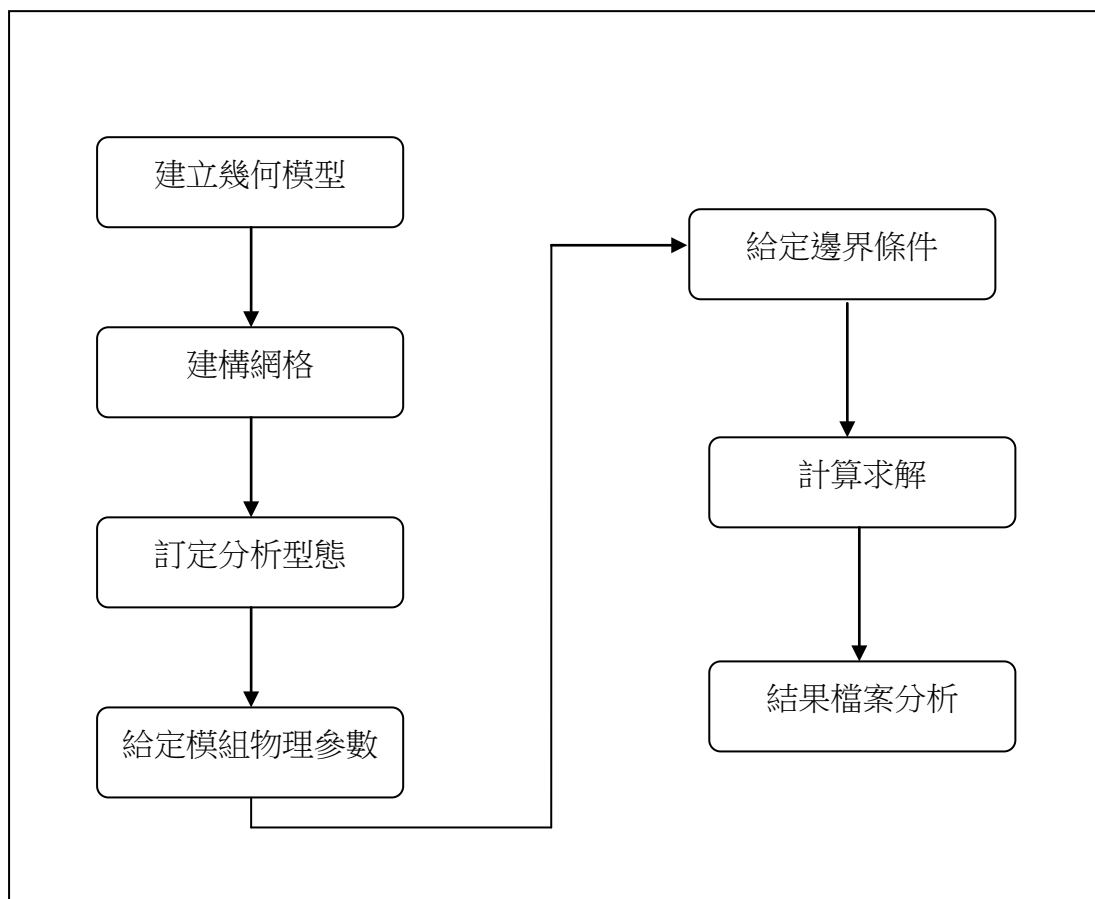 建立幾何模型
建構網格
訂定分析型態
給定模組物理參數
給定邊界條件
計算求解
結果檔案分析